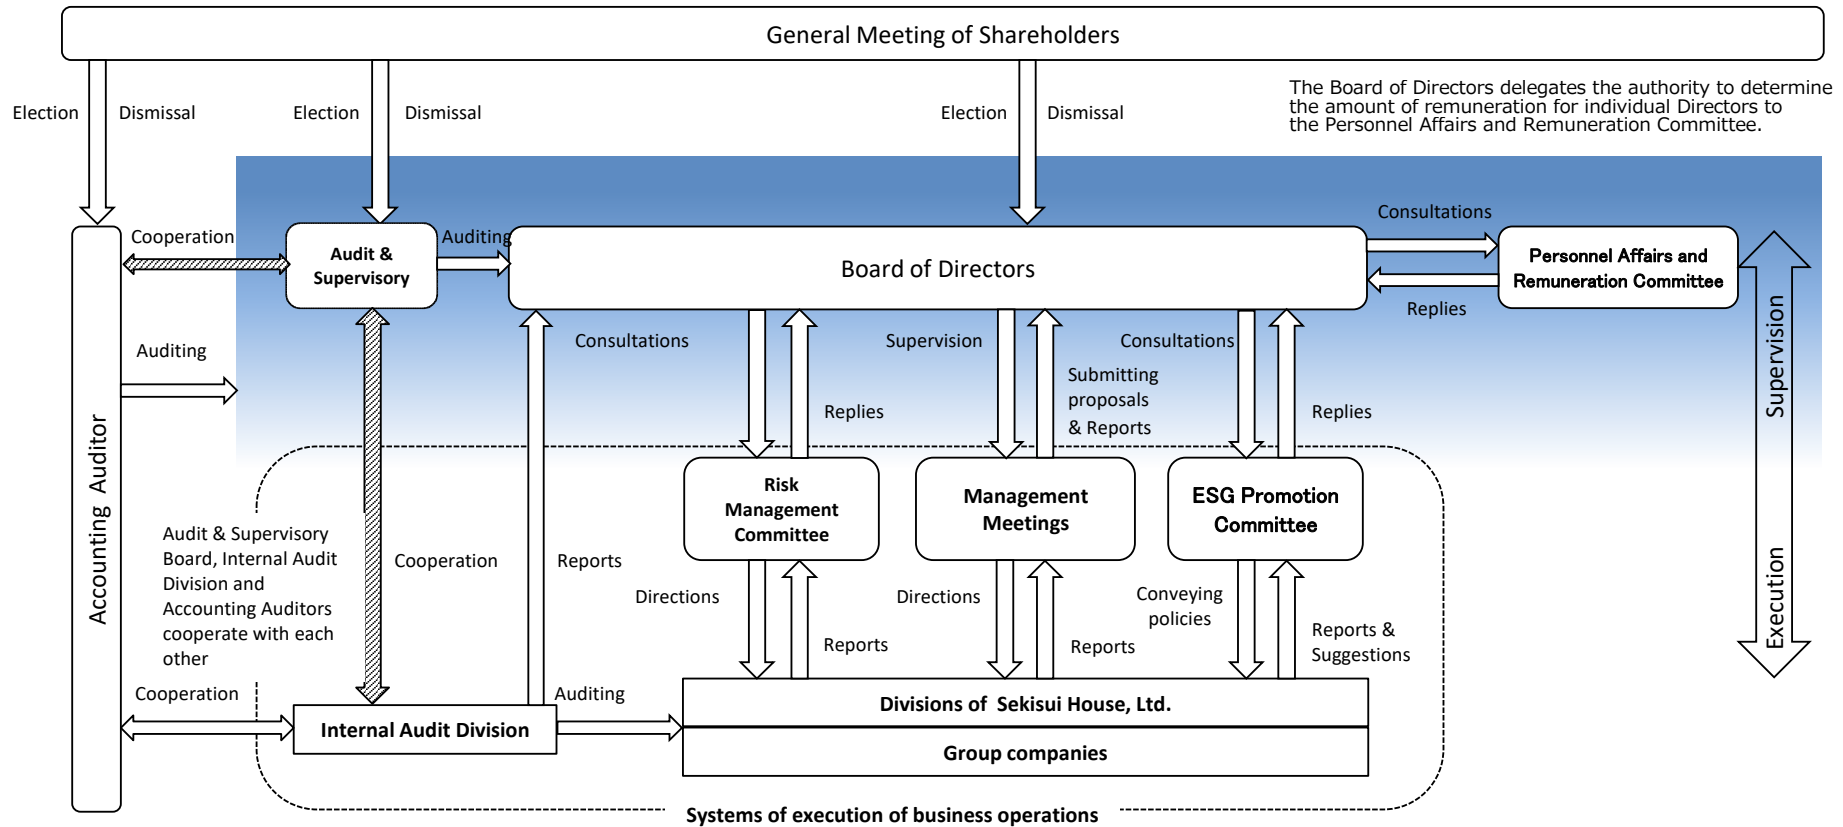 General Meeting of Shareholders
Election
Dismissal
Election
Dismissal
Election
Dismissal
The Board of Directors delegates the authority to determine
the amount of remuneration for individual Directors to
the Personnel Affairs and Remuneration Committee.
Cooperation
Audit &
Supervisory
Auditing
Board of Directors
Consultations
Replies
Personnel Affairs and
Remuneration Committee
Auditing
Consultations
Replies
Supervision
Submitting
proposals
& Reports
Consultations
Replies
Supervision
Execution
Accounting Auditor
Risk
Management
Committee
Management
Meetings
ESG Promotion
Committee
Audit & Supervisory
Board, Internal Audit
Division and
Accounting Auditors
cooperate with each
other
Cooperation
Reports
Directions
Reports
Directions
Reports
Conveying
policies
Reports &
Suggestions
Cooperation
Internal Audit Division
Auditing
Divisions of Sekisui House, Ltd.
Group companies
Systems of execution of business operations